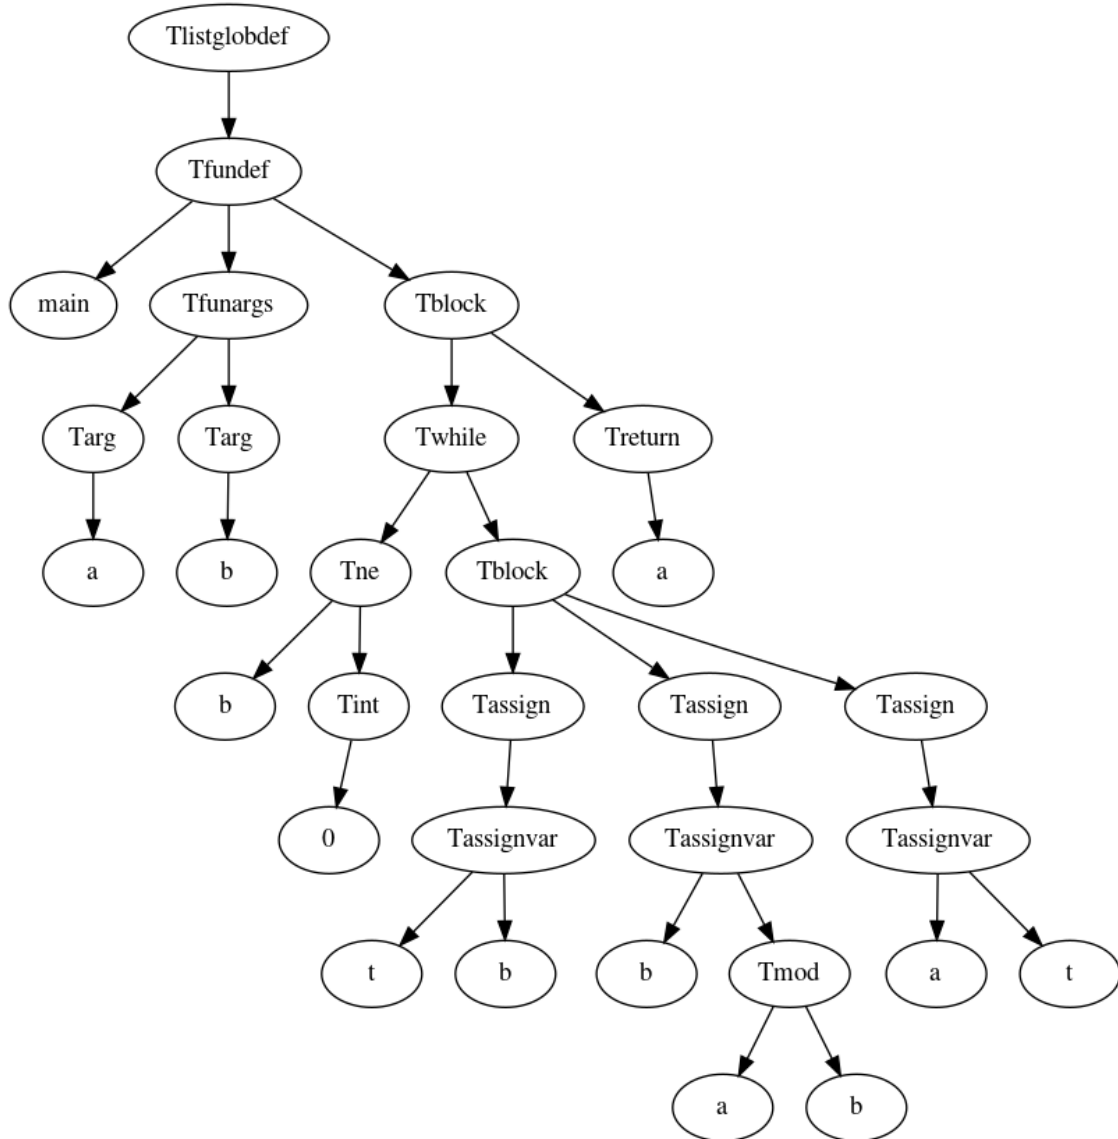 Tlistglobdef
Tfundef
main
Tfunargs
Tblock
Targ
Targ
Twhile
Treturn
a
b
Tne
Tblock
a
b
Tint
Tassign
Tassign
Tassign
0
Tassignvar
Tassignvar
Tassignvar
t
b
b
Tmod
a
t
a
b